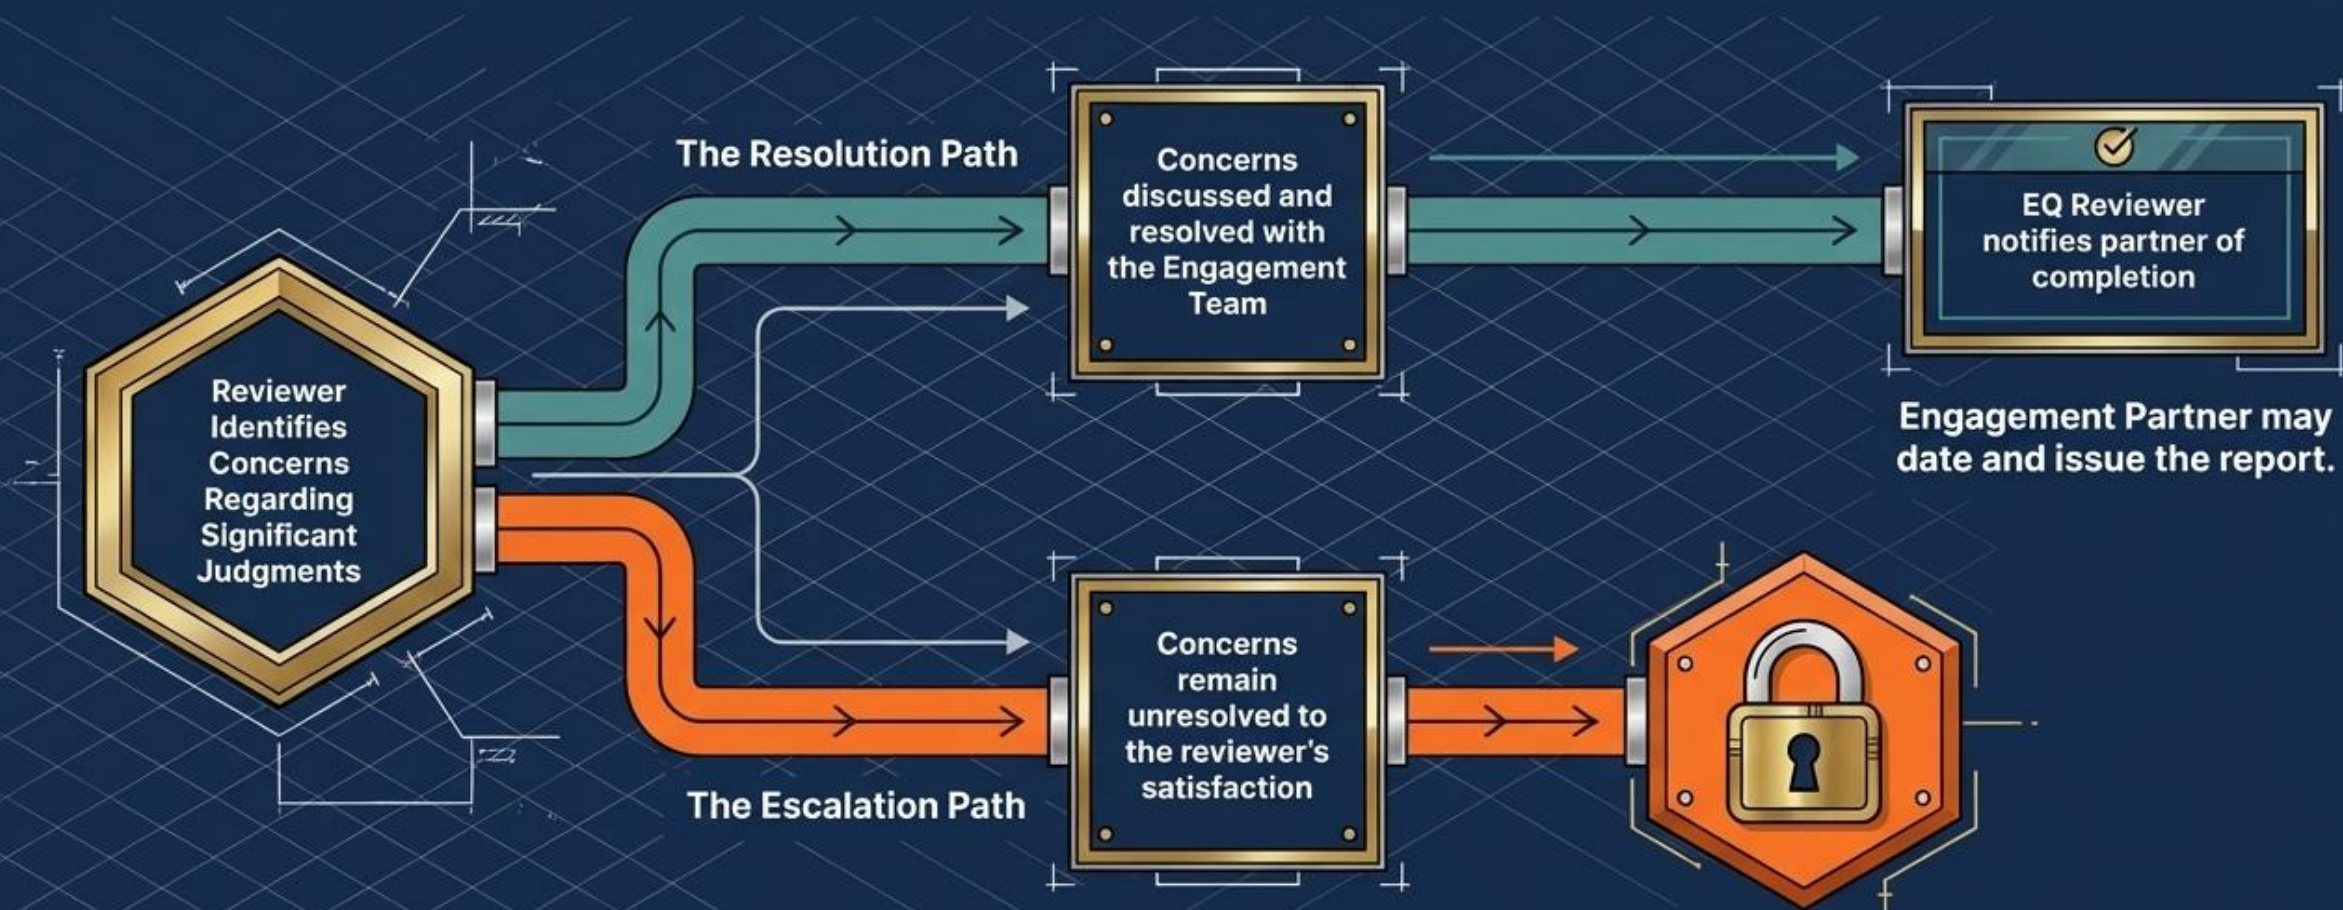 The Resolution Path
Concerns
discussed and
resolved with
the Engagement
Team
EQ Reviewer
notifies partner of
completion
Engagement Partner may
date and issue the report.
Reviewer
Identifies
Concerns
Regarding
Significant
Judgments
Concerns
remain
unresolved to
the reviewer's
satisfaction
The Escalation Path